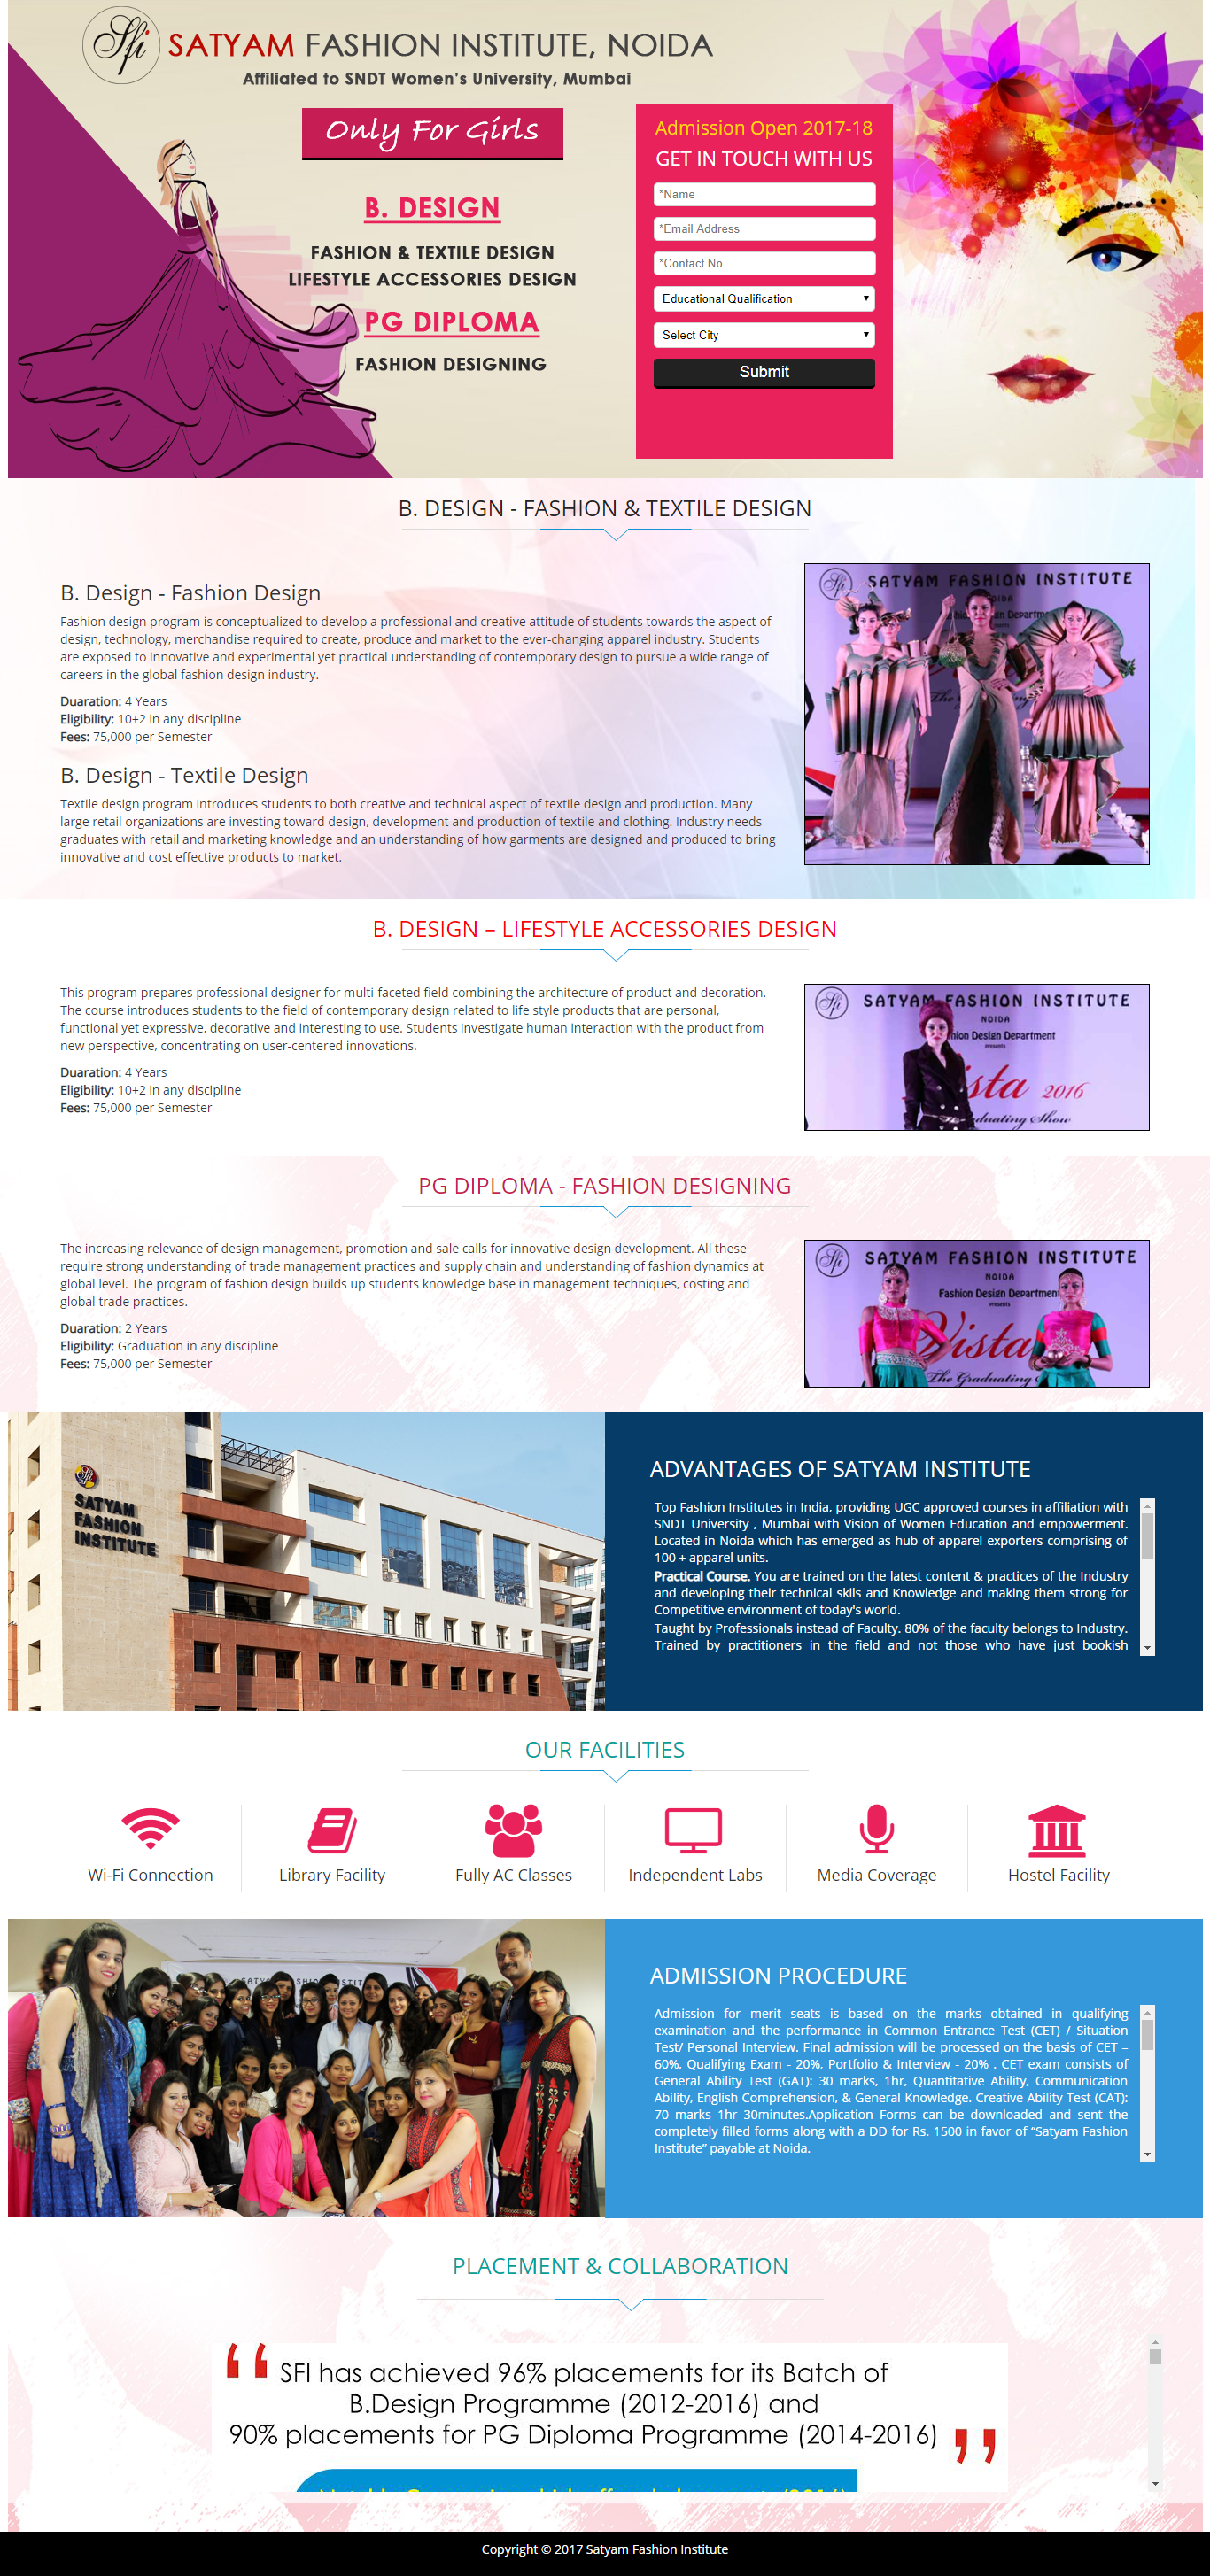 Sfi SATYAM FASHION INSTITUTE, NOIDA
Affiliated to SNDT Women's University, Mumbai
Only For Girls
B. DESIGN
FASHION & TEXTILE DESIGN
LIFESTYLE ACCESSORIES DESIGN
PG DIPLOMA
FASHION DESIGNING
Admission Open 2017-18
GET IN TOUCH WITH US
*Name
*Email Address
*Contact No
Educational Qualification
Select City
Submit
B. DESIGN - FASHION & TEXTILE DESIGN
B. Design - Fashion Design
Fashion design program is conceptualized to develop a professional and creative attitude of students towards the aspect of
design, technology, merchandise required to create, produce and market to the ever-changing apparel industry. Students
are exposed to innovative and experimental yet practical understanding of contemporary design to pursue a wide range of
careers in the global fashion design industry.
Duaration: 4 Years
Eligibility: 10+2 in any discipline
Fees: 75,000 per Semester
B. Design - Textile Design
Textile design program introduces students to both creative and technical aspect of textile design and production. Many
large retail organizations are investing toward design, development and production of textile and clothing. Industry needs
graduates with retail and marketing knowledge and an understanding of how garments are designed and produced to bring
innovative and cost effective products to market.
Sfi SATYAM FASHION INSTITUTE
B. DESIGN – LIFESTYLE ACCESSORIES DESIGN
This program prepares professional designer for multi-faceted field combining the architecture of product and decoration.
The course introduces students to the field of contemporary design related to life style products that are personal,
functional yet expressive, decorative and interesting to use. Students investigate human interaction with the product from
new perspective, concentrating on user-centered innovations.
Duaration: 4 Years
Eligibility: 10+2 in any discipline
Fees: 75,000 per Semester
Sfi SATYAM FASHION INSTITUTE
NOIDA
hion Design Department
presents
ista 2016
duating Show
PG DIPLOMA - FASHION DESIGNING
The increasing relevance of design management, promotion and sale calls for innovative design development. All these
require strong understanding of trade management practices and supply chain and understanding of fashion dynamics at
global level. The program of fashion design builds up students knowledge base in management techniques, costing and
global trade practices.
Duaration: 2 Years
Eligibility: Graduation in any discipline
Fees: 75,000 per Semester
Sfi SATYAM FASHION INSTITUTE
NOIDA
Fashion Design Departmen
presents
Vista
The Graduating
SATYAM
FASHION
INSTITUTE
ADVANTAGES OF SATYAM INSTITUTE
Top Fashion Institutes in India, providing UGC approved courses in affiliation with
SNDT University , Mumbai with Vision of Women Education and empowerment.
Located in Noida which has emerged as hub of apparel exporters comprising of
100 + apparel units.
Practical Course. You are trained on the latest content & practices of the Industry
and developing their technical skils and Knowledge and making them strong for
Competitive environment of today's world.
Taught by Professionals instead of Faculty. 80% of the faculty belongs to Industry.
Trained by practitioners in the field and not those who have just bookish
OUR FACILITIES
Wi-Fi Connection
Library Facility
Fully AC Classes
Independent Labs
Media Coverage
Hostel Facility
ADMISSION PROCEDURE
Admission for merit seats is based on the marks obtained in qualifying
examination and the performance in Common Entrance Test (CET) / Situation
Test/ Personal Interview. Final admission will be processed on the basis of CET –
60%, Qualifying Exam - 20%, Portfolio & Interview - 20% . CET exam consists of
General Ability Test (GAT): 30 marks, 1hr, Quantitative Ability, Communication
Ability, English Comprehension, & General Knowledge. Creative Ability Test (CAT):
70 marks 1hr 30minutes.Application Forms can be downloaded and sent the
completely filled forms along with a DD for Rs. 1500 in favor of “Satyam Fashion
Institute” payable at Noida.
PLACEMENT & COLLABORATION
“ SFI has achieved 96% placements for its Batch of
B.Design Programme (2012-2016) and
90% placements for PG Diploma Programme (2014-2016) ”
Copyright © 2017 Satyam Fashion Institute